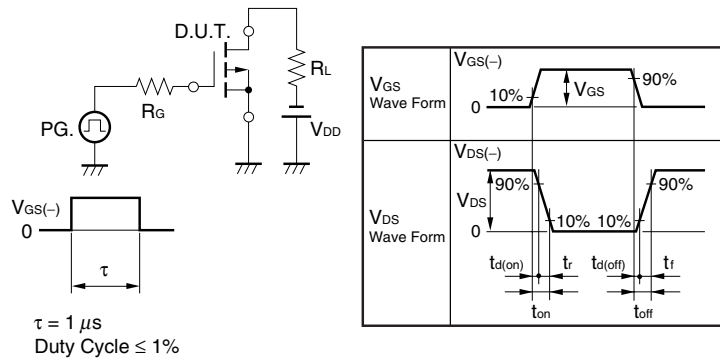 D.U.T.
RL
RG
PG.
VDD
VGS(−)
0
τ
τ = 1 μs
Duty Cycle ≤ 1%
VGS
Wave Form
VGS(−)
10%
VGS
90%
0
VDS
Wave Form
VDS(−)
90%
VDS
10%
10%
90%
0
td(on)
tr
td(off)
tf
ton
toff